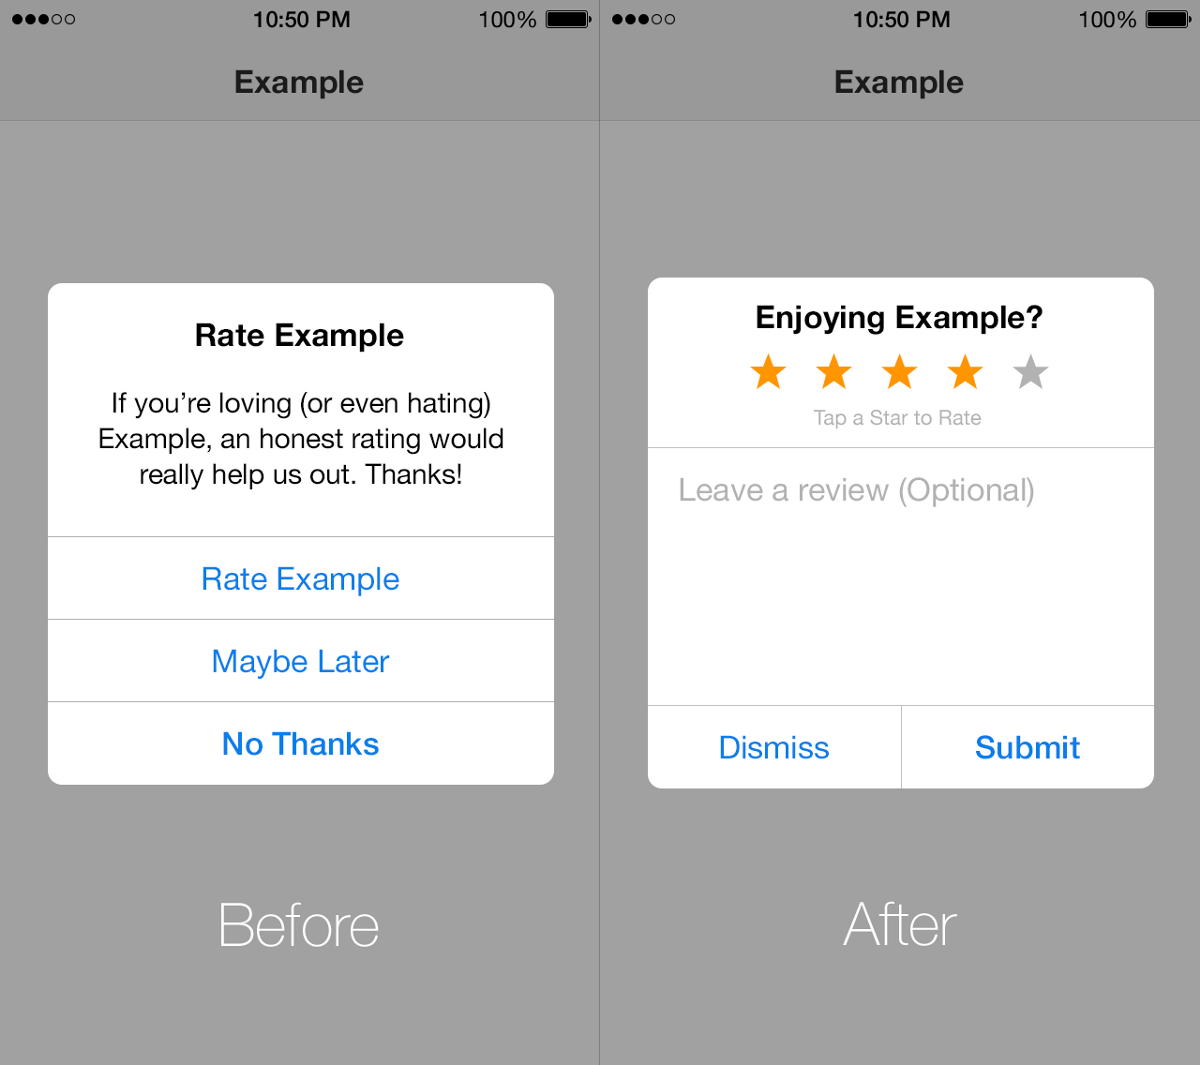 10:50 PM 100%
Example
Rate Example
If you’re loving (or even hating)
Example, an honest rating would
really help us out. Thanks!
Rate Example
Maybe Later
No Thanks
Before
10:50 PM 100%
Example
Enjoying Example?
Tap a Star to Rate
Leave a review (Optional)
Dismiss Submit
After